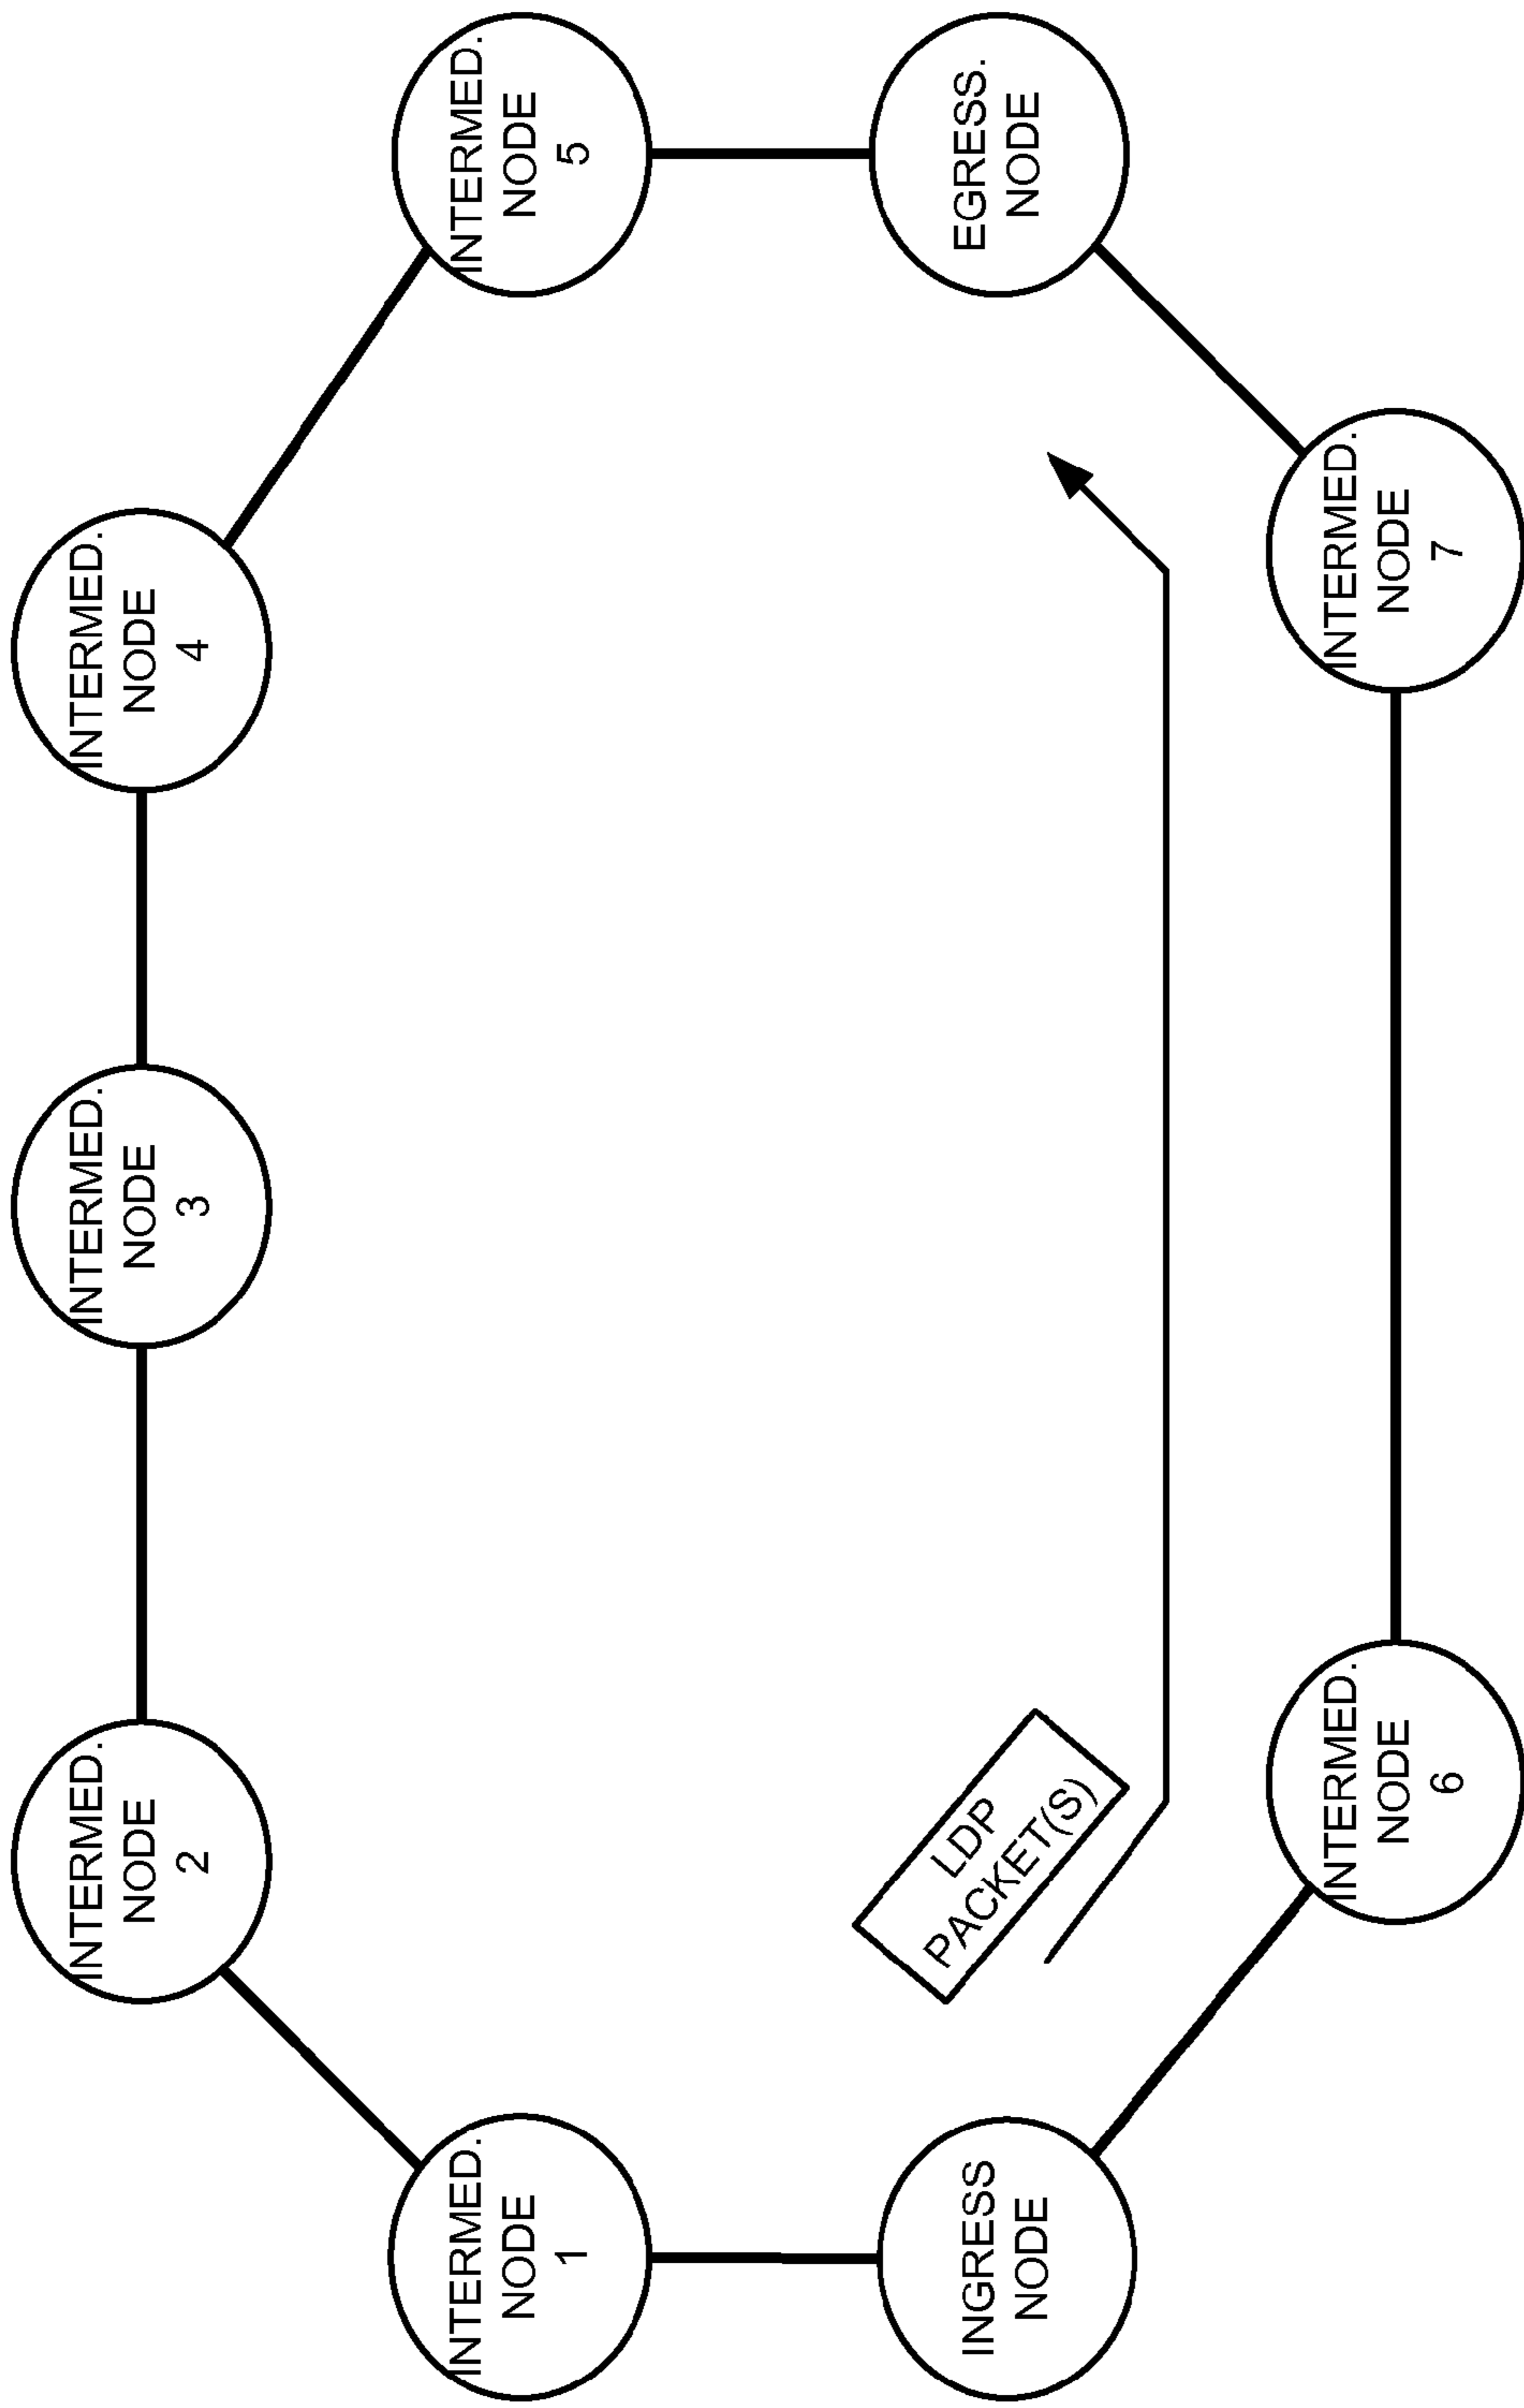 INTERMED.
NODE
2
INTERMED.
NODE
3
INTERMED.
NODE
4
INTERMED.
NODE
1
INTERMED.
NODE
5
INGRESS
NODE
LDP
PACKET(S)
EGRESS.
NODE
INTERMED.
NODE
6
INTERMED.
NODE
7